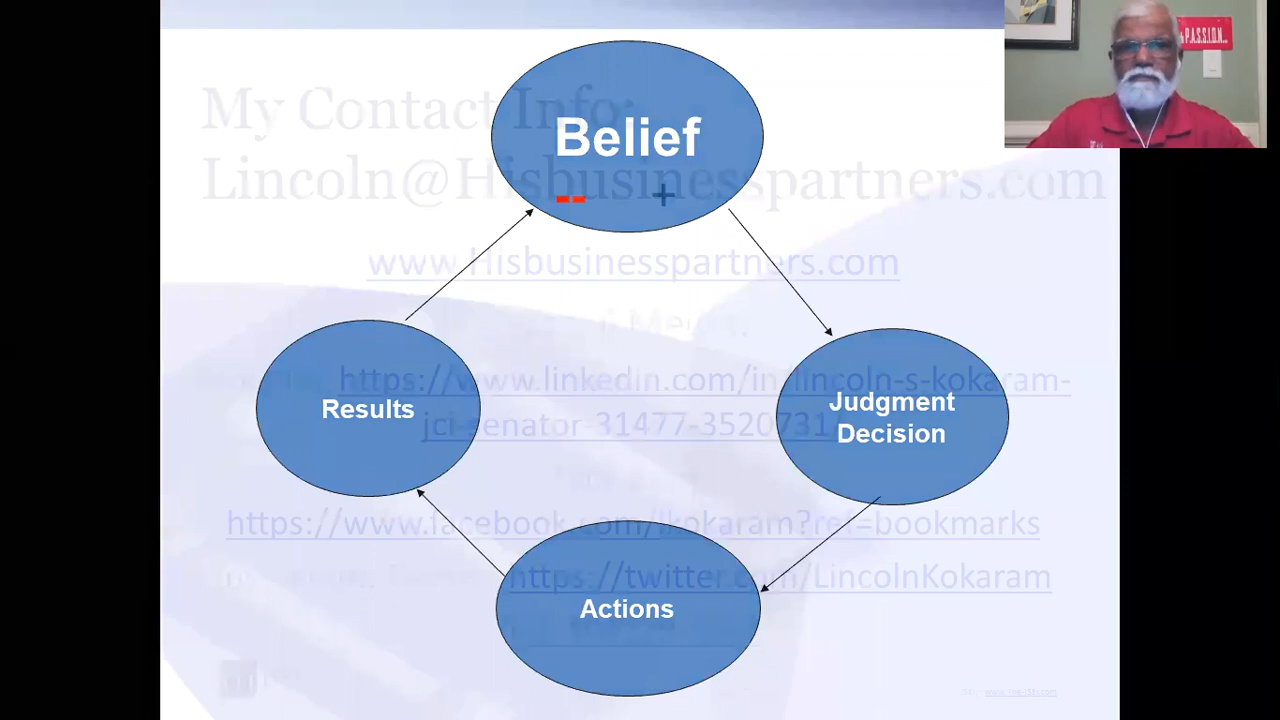 P.A.S.S.I.O.N.
My Contact Info:
Belief
Lincoln@Hisbusinesspartners.com
-- +
www.Hisbusinesspartners.com
https://www.linkedin.com/in/lincoln-s-kokaram-
jci-senator-31477-3520731/
Results
Judgment
Decision
https://www.facebook.com/lkokaram?ref=bookmarks
https://twitter.com/LincolnKokaram
Actions